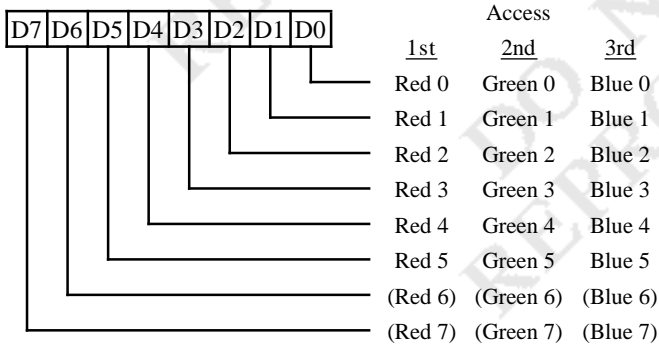 Access
D7 D6 D5 D4 D3 D2 D1 D0
1st 2nd 3rd
Red 0 Green 0 Blue 0
Red 1 Green 1 Blue 1
Red 2 Green 2 Blue 2
Red 3 Green 3 Blue 3
Red 4 Green 4 Blue 4
Red 5 Green 5 Blue 5
(Red 6) (Green 6) (Blue 6)
(Red 7) (Green 7) (Blue 7)